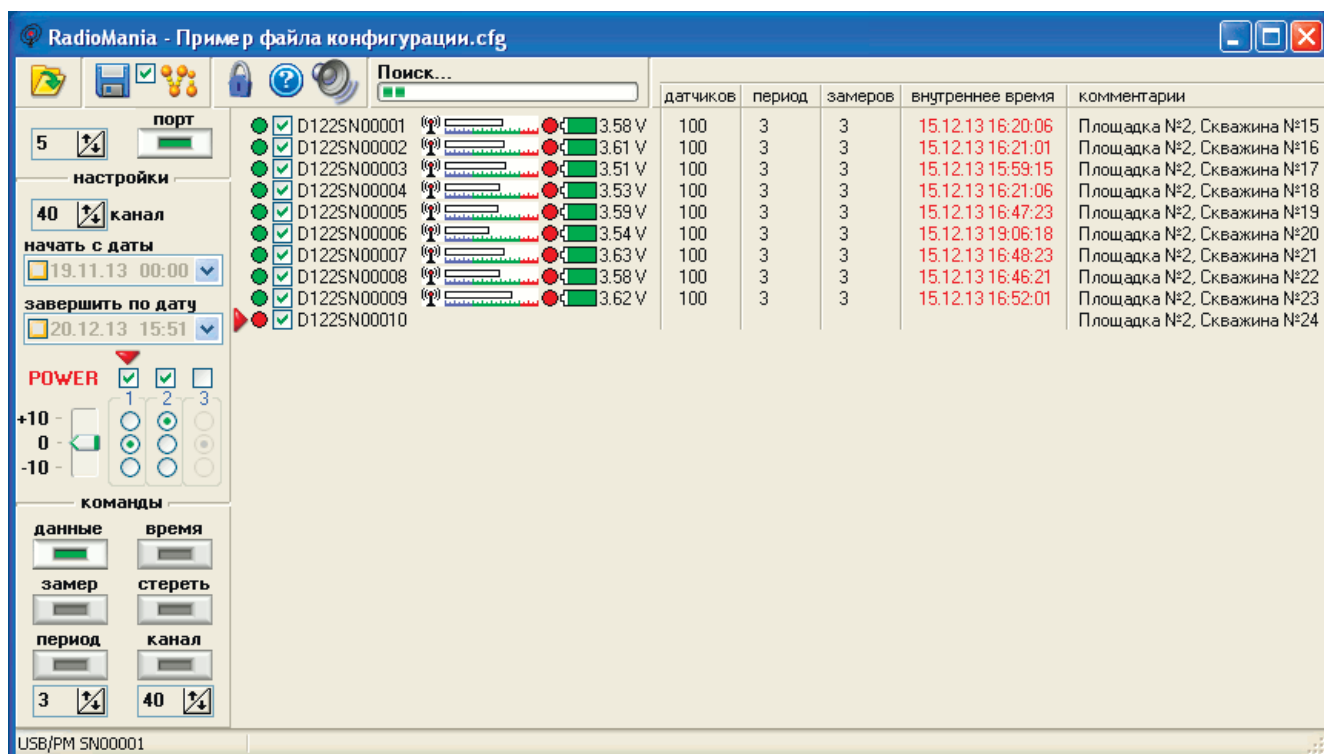 RadioMania - Пример файла конфигурации.cfg
Поиск...
датчиков период замеров внутреннее время комментарии
порт
5
настройки
40 канал
начать с даты
19.11.13 00:00
завершить по дату
20.12.13 15:51
POWER
1 2 3
+10
0
-10
команды
данные время
замер стереть
период канал
3 40
D122SN00001 3.58 V 100 3 3 15.12.13 16:20:06 Площадка №2, Скважина №15
D122SN00002 3.61 V 100 3 3 15.12.13 16:21:01 Площадка №2, Скважина №16
D122SN00003 3.51 V 100 3 3 15.12.13 15:59:15 Площадка №2, Скважина №17
D122SN00004 3.53 V 100 3 3 15.12.13 16:21:06 Площадка №2, Скважина №18
D122SN00005 3.59 V 100 3 3 15.12.13 16:47:23 Площадка №2, Скважина №19
D122SN00006 3.54 V 100 3 3 15.12.13 19:06:18 Площадка №2, Скважина №20
D122SN00007 3.63 V 100 3 3 15.12.13 16:48:23 Площадка №2, Скважина №21
D122SN00008 3.58 V 100 3 3 15.12.13 16:46:21 Площадка №2, Скважина №22
D122SN00009 3.62 V 100 3 3 15.12.13 16:52:01 Площадка №2, Скважина №23
D122SN00010 Площадка №2, Скважина №24
USB/PM SN00001